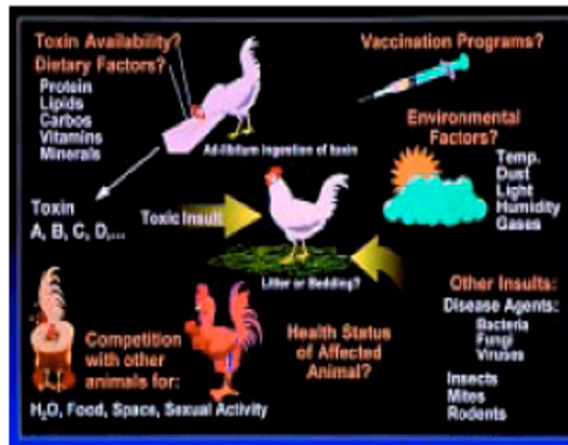 Toxin Availability?
Dietary Factors?
Protein
Lipids
Carbos
Vitamins
Minerals
Ad-libitum ingestion of toxin
Vaccination Programs?
Environmental
Factors?
Temp.
Dust
Light
Humidity
Gases
Toxin
A, B, C, D,...
Toxic Insult
Litter or Bedding?
Competition
with other
animals for:
H₂O, Food, Space, Sexual Activity
Health Status
of Affected
Animal?
Other Insults:
Disease Agents:
Bacteria
Fungi
Viruses
Insects
Mites
Rodents